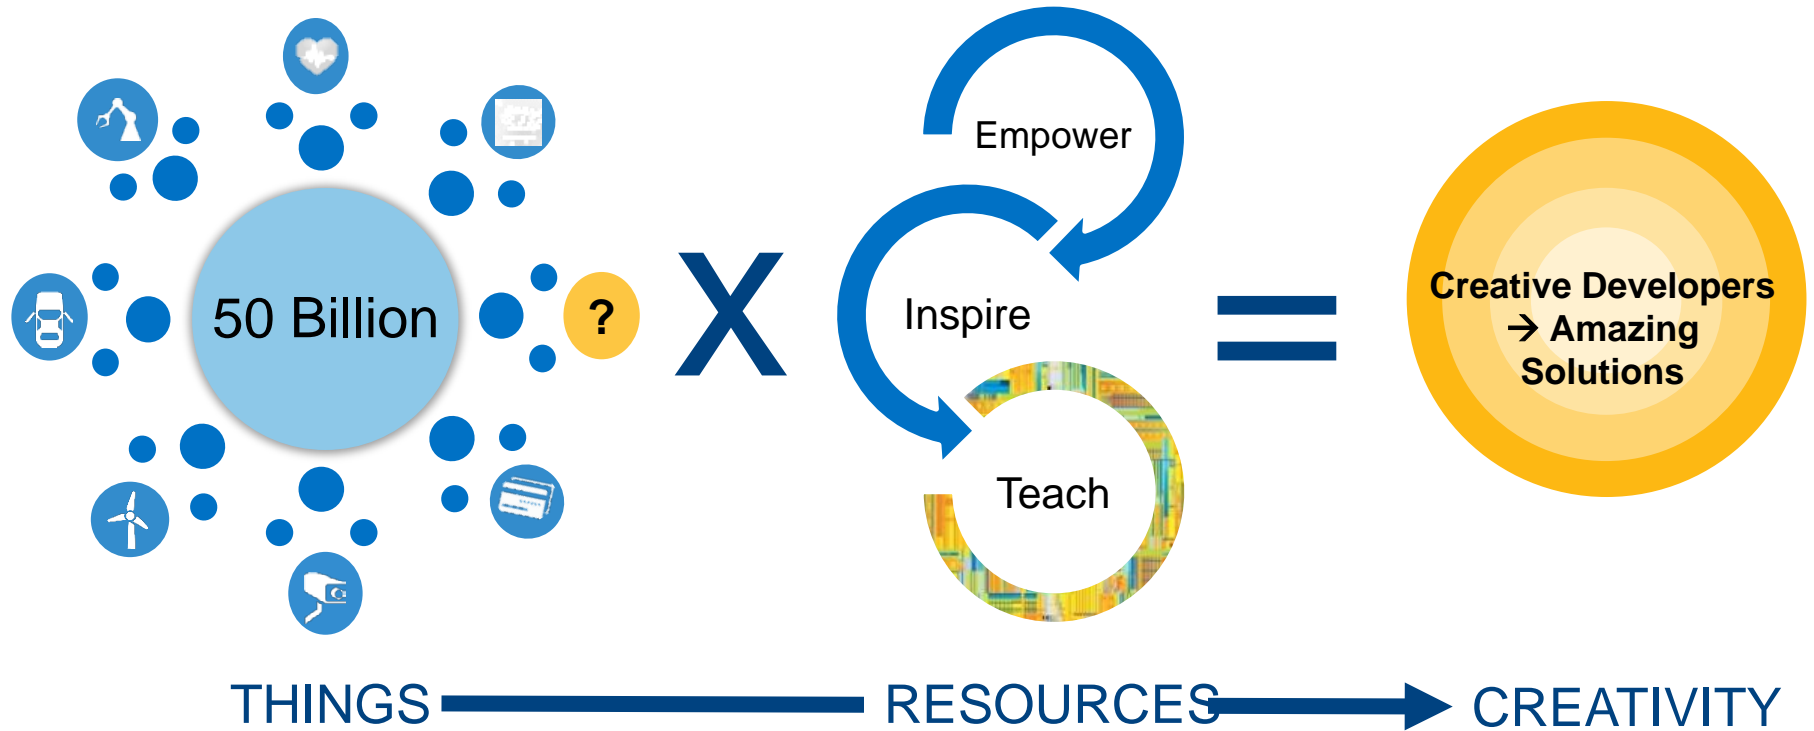 50 Billion
?
X
Empower
Inspire
Teach
=
Creative Developers
→ Amazing
Solutions
THINGS
RESOURCES
CREATIVITY